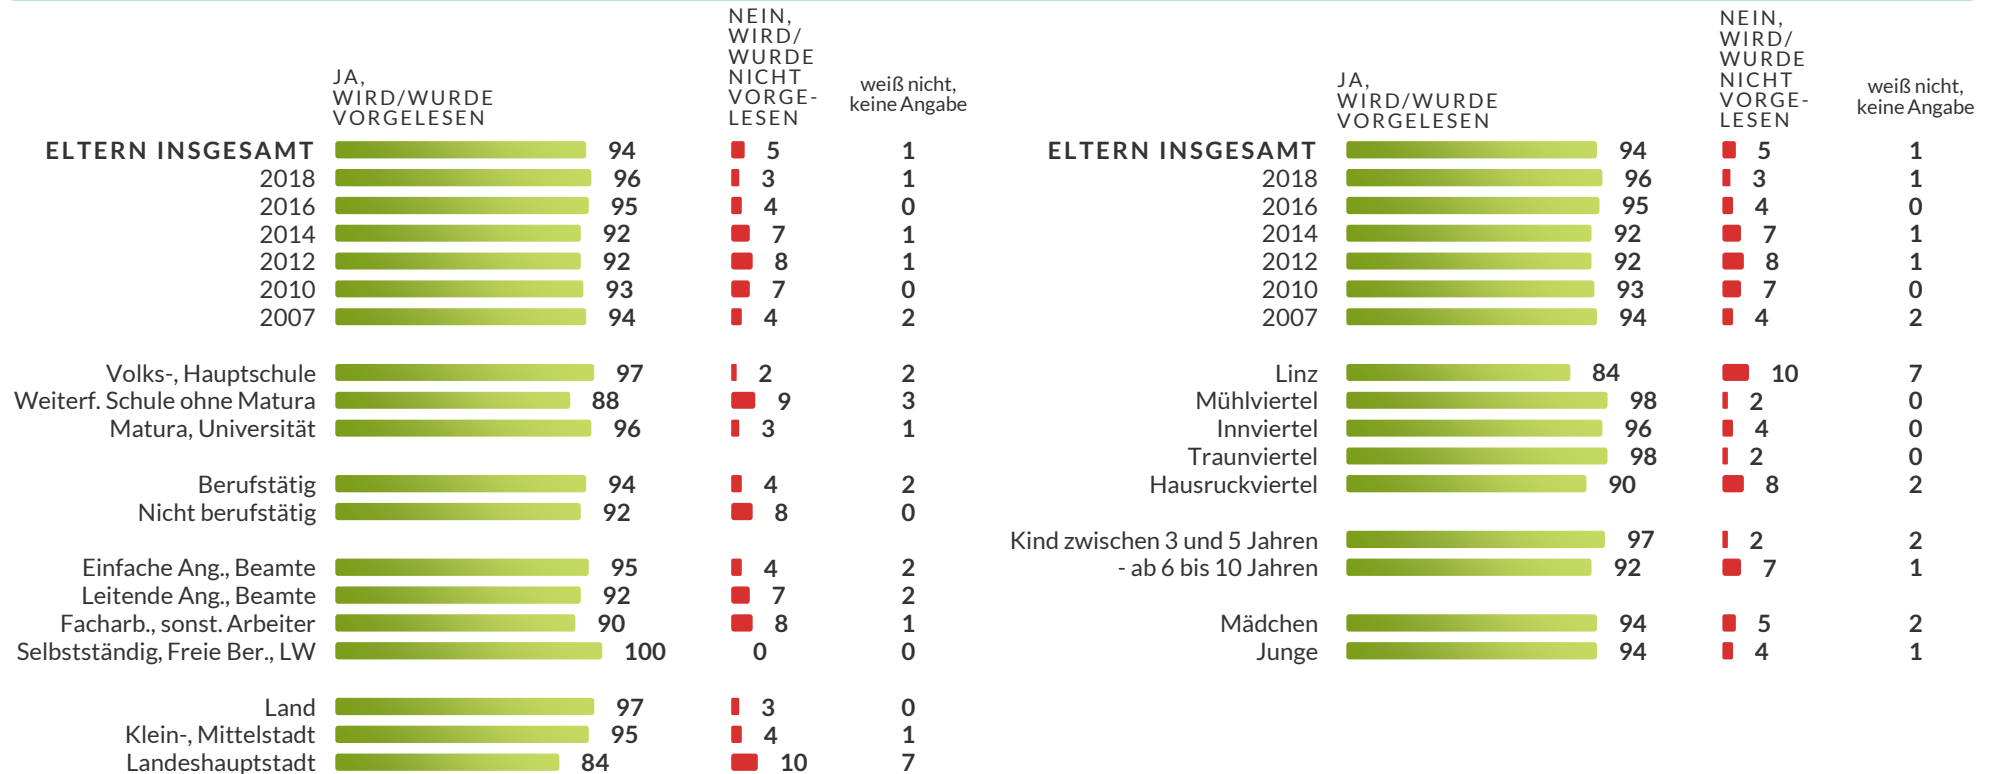 JA,
WIRD/WURDE
VORGELESEN
NEIN,
WIRD/
WURDE
NICHT
VORGE-
LESEN
weiß nicht,
keine Angabe
ELTERN INSGESAMT 94 5 1
2018 96 3 1
2016 95 4 0
2014 92 7 1
2012 92 8 1
2010 93 7 0
2007 94 4 2
Volks-, Hauptschule 97 2 2
Weiterf. Schule ohne Matura 88 9 3
Matura, Universität 96 3 1
Berufstätig 94 4 2
Nicht berufstätig 92 8 0
Einfache Ang., Beamte 95 4 2
Leitende Ang., Beamte 92 7 2
Facharb., sonst. Arbeiter 90 8 1
Selbstständig, Freie Ber., LW 100 0 0
Land 97 3 0
Klein-, Mittelstadt 95 4 1
Landeshauptstadt 84 10 7
JA,
WIRD/WURDE
VORGELESEN
NEIN,
WIRD/
WURDE
NICHT
VORGE-
LESEN
weiß nicht,
keine Angabe
ELTERN INSGESAMT 94 5 1
2018 96 3 1
2016 95 4 0
2014 92 7 1
2012 92 8 1
2010 93 7 0
2007 94 4 2
Linz 84 10 7
Mühlviertel 98 2 0
Innviertel 96 4 0
Traunviertel 98 2 0
Hausruckviertel 90 8 2
Kind zwischen 3 und 5 Jahren 97 2 2
- ab 6 bis 10 Jahren 92 7 1
Mädchen 94 5 2
Junge 94 4 1